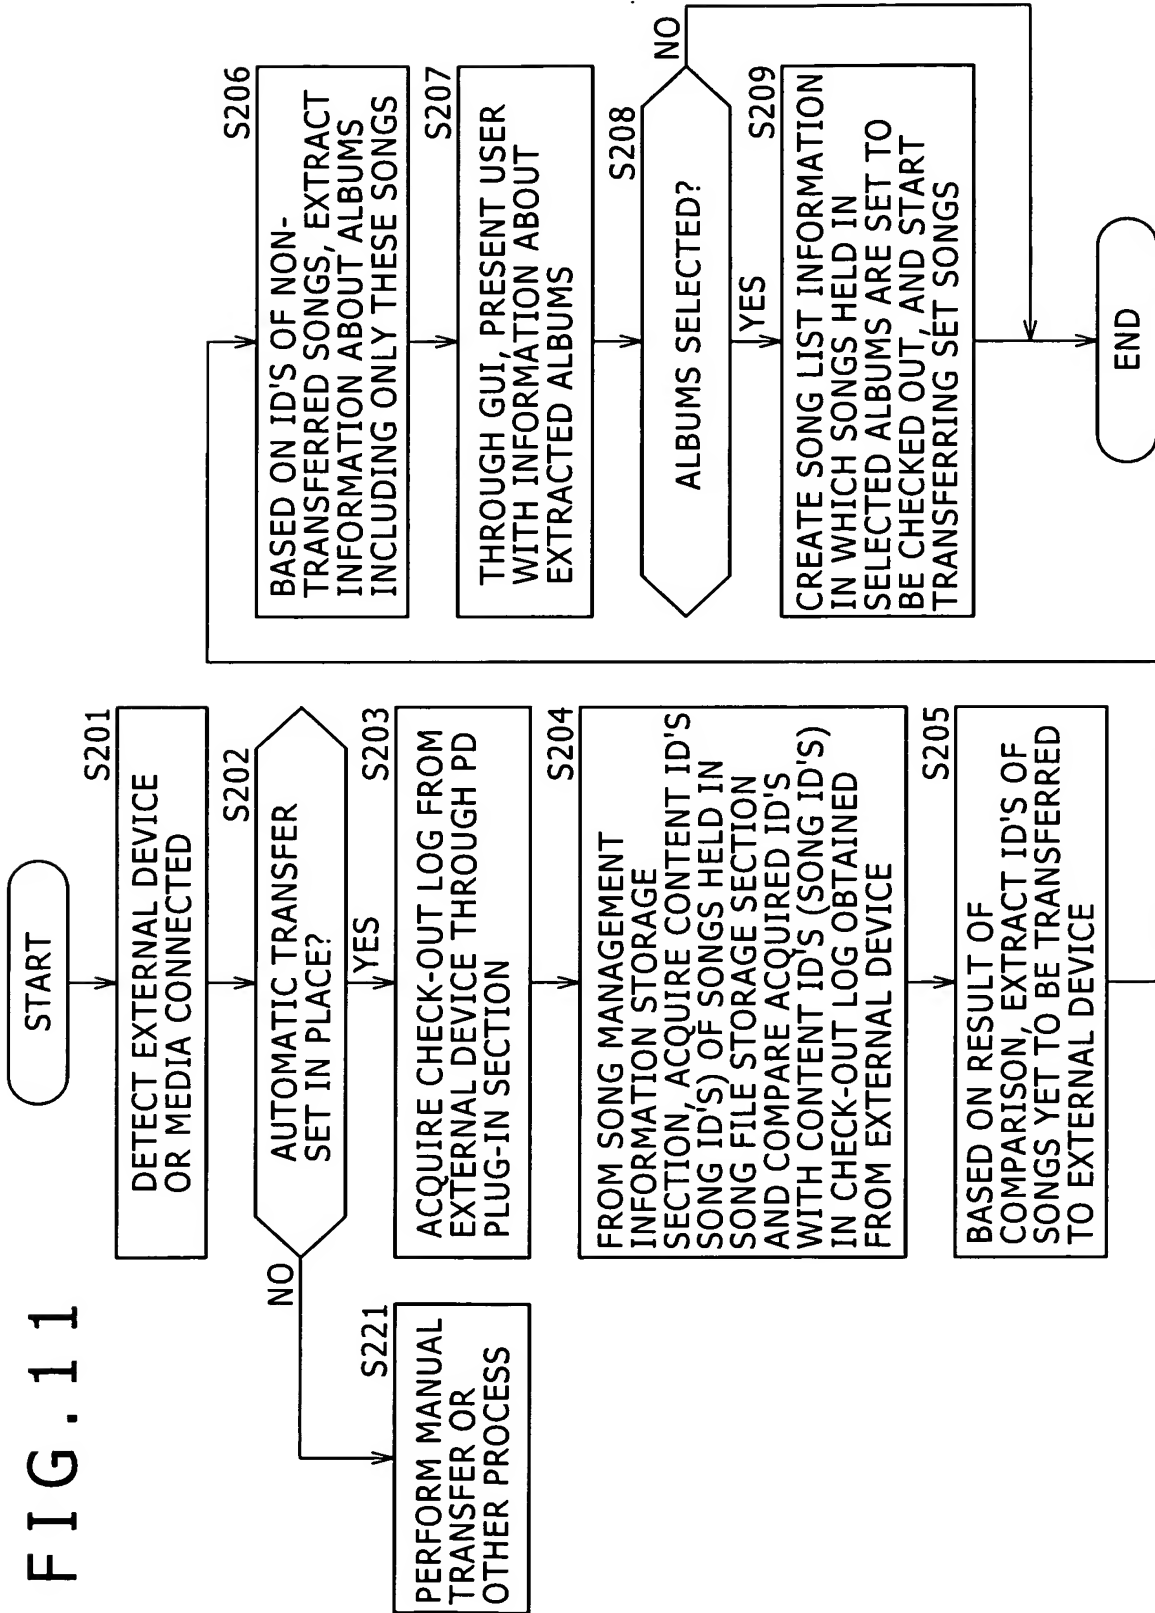 FIG.11
START
S201
DETECT EXTERNAL DEVICE
OR MEDIA CONNECTED
S202
AUTOMATIC TRANSFER
SET IN PLACE?
NO
YES
S221
PERFORM MANUAL
TRANSFER OR
OTHER PROCESS
S203
ACQUIRE CHECK-OUT LOG FROM
EXTERNAL DEVICE THROUGH PD
PLUG-IN SECTION
S204
FROM SONG MANAGEMENT
INFORMATION STORAGE
SECTION, ACQUIRE CONTENT ID'S
SONG ID'S) OF SONGS HELD IN
SONG FILE STORAGE SECTION
AND COMPARE ACQUIRED ID'S
WITH CONTENT ID'S (SONG ID'S)
IN CHECK-OUT LOG OBTAINED
FROM EXTERNAL DEVICE
S205
BASED ON RESULT OF
COMPARISON, EXTRACT ID'S OF
SONGS YET TO BE TRANSFERRED
TO EXTERNAL DEVICE
S206
BASED ON ID'S OF NON-
TRANSFERRED SONGS, EXTRACT
INFORMATION ABOUT ALBUMS
INCLUDING ONLY THESE SONGS
S207
THROUGH GUI, PRESENT USER
WITH INFORMATION ABOUT
EXTRACTED ALBUMS
S208
ALBUMS SELECTED?
NO
YES
S209
CREATE SONG LIST INFORMATION
IN WHICH SONGS HELD IN
SELECTED ALBUMS ARE SET TO
BE CHECKED OUT, AND START
TRANSFERRING SET SONGS
END